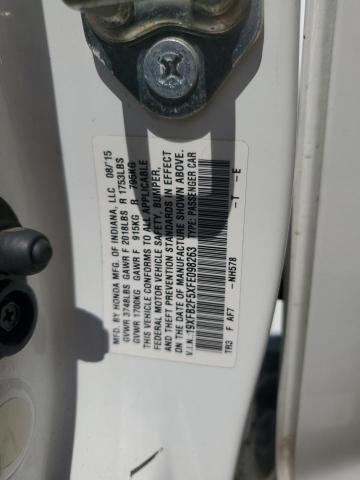 MFD. BY HONDA MFG. OF INDIANA, LLC 08/15
GVWR 3748LBS GAWR F 2018LBS R 1753LBS
GVWR 1700KG GAWR F 915KG R 795KG
THIS VEHICLE CONFORMS TO ALL APPLICABLE
FEDERAL MOTOR VEHICLE SAFETY, BUMPER,
AND THEFT PREVENTION STANDARDS IN EFFECT
ON THE DATE OF MANUFACTURE SHOWN ABOVE.
V.I.N.: 19XFB2F5XFE098263 TYPE: PASSENGER CAR
TR3 F AF7 -NH578 -T -E